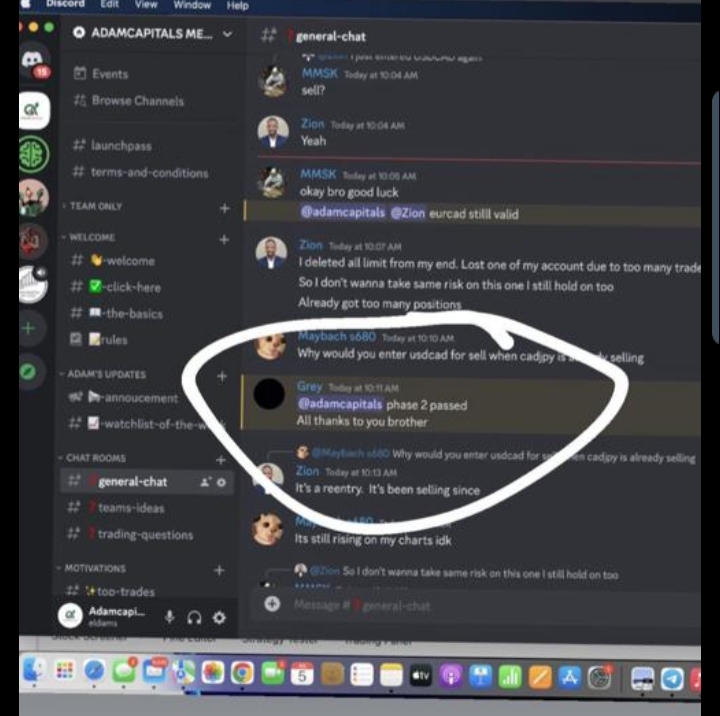 Discord Edit View Window Help
ADAMCAPITALS ME...
Events
Browse Channels
launchpass
terms-and-conditions
TEAM ONLY
WELCOME
-welcome
-click-here
-the-basics
rules
ADAM'S UPDATES
-annoucement
-watchlist-of-the-w
CHAT ROOMS
general-chat
teams-ideas
trading-questions
MOTIVATIONS
top-trades
Adamcapi...
eldams
15
general-chat
MMSK Today at 10:04 AM
sell?
Zion Today at 10:04 AM
Yeah
MMSK Today at 10:05 AM
okay bro good luck
@adamcapitals @Zion eurcad stilll valid
Zion Today at 10:07 AM
I deleted all limit from my end. Lost one of my account due to too many trade
So I don't wanna take same risk on this one I still hold on too
Already got too many positions
Maybach s680 Today at 10:10 AM
Why would you enter usdcad for sell when cadjpy is already selling
Grey Today at 10:11 AM
@adamcapitals phase 2 passed
All thanks to you brother
@Maybach s680 Why would you enter usdcad for sell when cadjpy is already selling
Zion Today at 10:13 AM
It's a reentry. It's been selling since
Its still rising on my charts idk
@Zion So I don't wanna take same risk on this one I still hold on too
Message # general-chat
Strategy Tester Trading Panel
5
tv